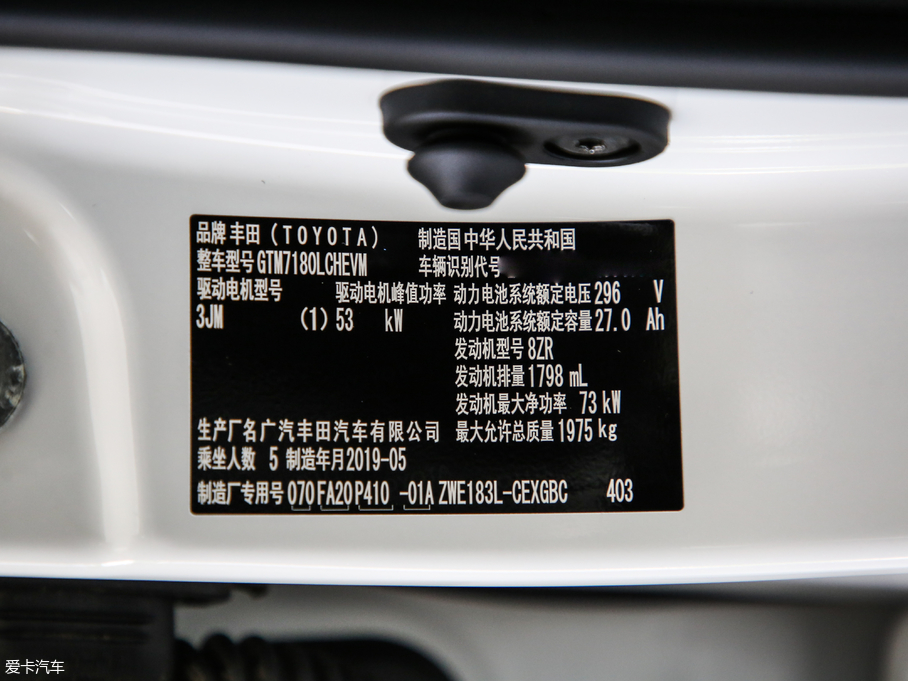 品牌 丰田 (TOYOTA) 制造国 中华人民共和国
整车型号 GTM7180LCHEVM 车辆识别代号
驱动电机型号 驱动电机峰值功率 动力电池系统额定电压 296 V
3JM (1) 53 kW 动力电池系统额定容量 27.0 Ah
发动机型号 8ZR
发动机排量 1798 mL
发动机最大净功率 73 kW
生产厂名 广汽丰田汽车有限公司 最大允许总质量 1975 kg
乘坐人数 5 制造年月 2019-05
制造厂专用号 070 FA20 P410 -01A ZWE183L-CEXGBC 403
爱卡汽车